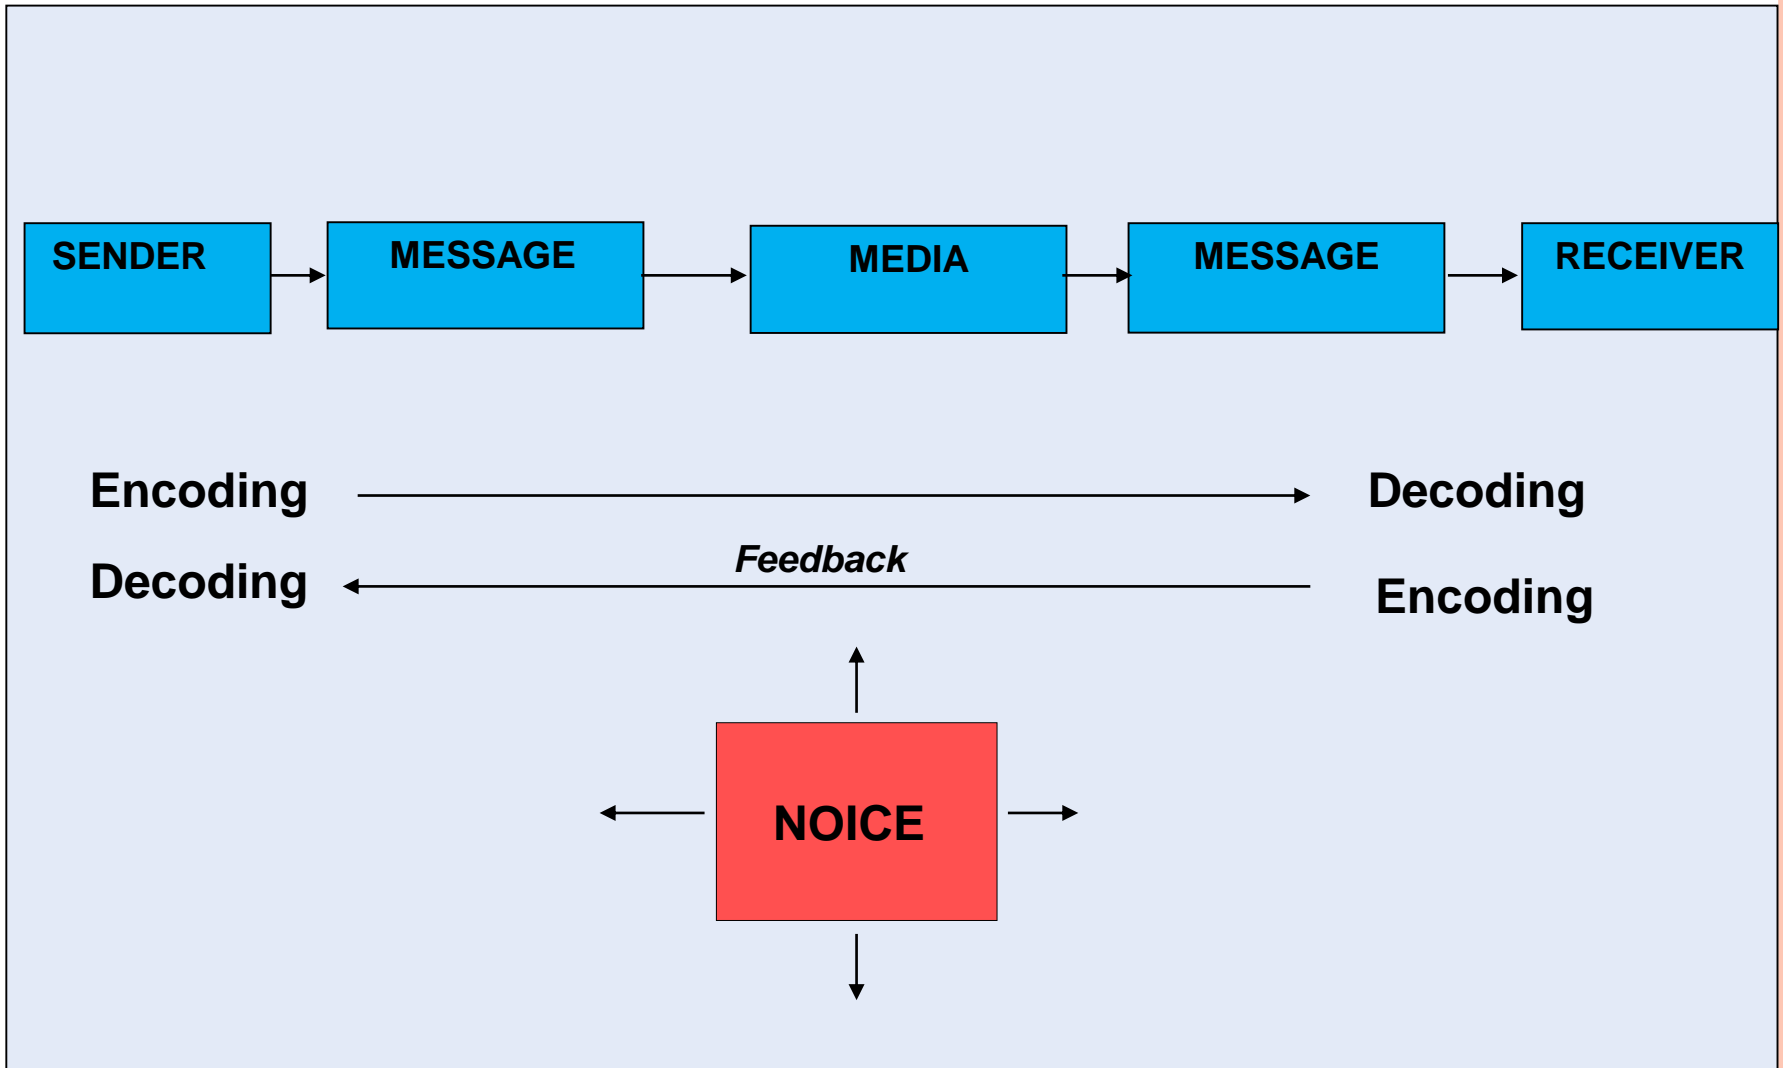 SENDER
MESSAGE
MEDIA
MESSAGE
RECEIVER
Encoding
Decoding
Feedback
Decoding
Encoding
NOICE